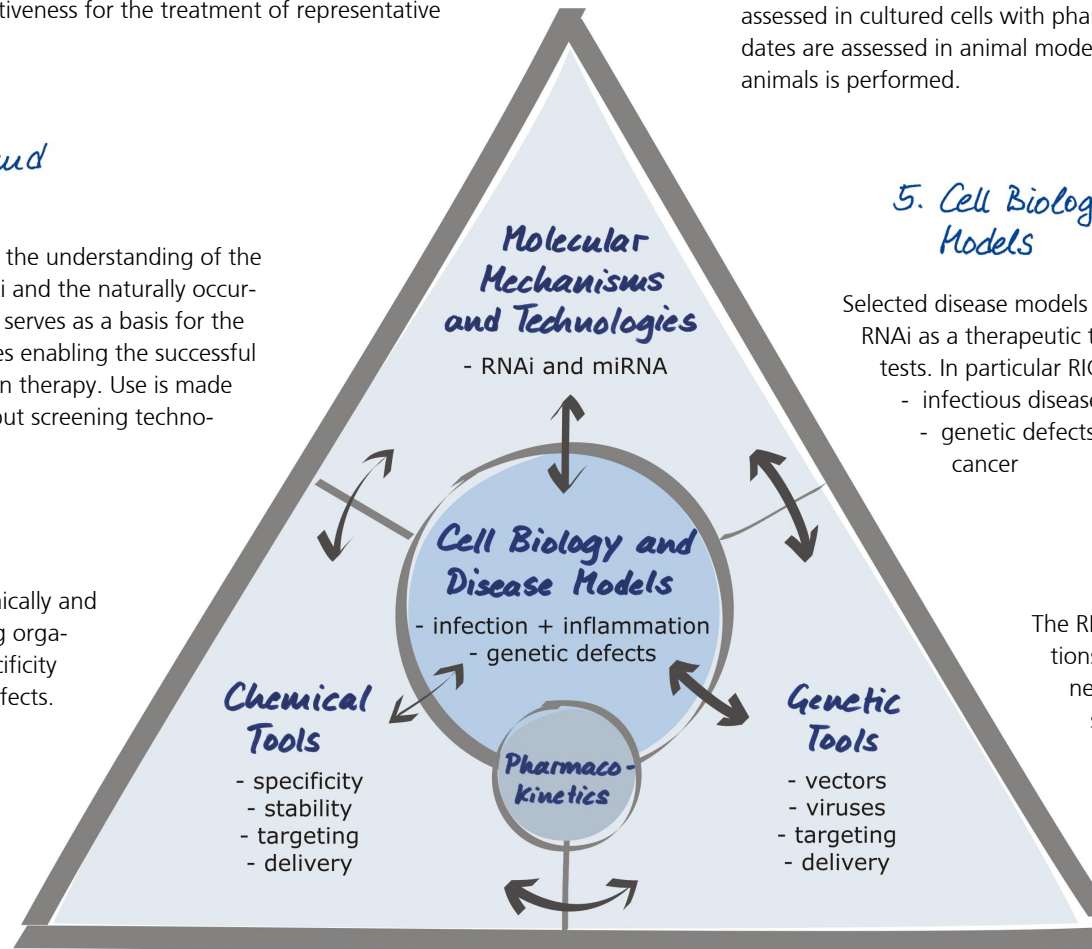 tiveness for the treatment of representative
ud
the understanding of the
i and the naturally occur-
serves as a basis for the
es enabling the successful
n therapy. Use is made
out screening techno-
nically and
g orga-
cificity
fects.
Molecular
Mechanisms
and Technologies
- RNAi and miRNA
Cell Biology and
Disease Models
- infection + inflammation
- genetic defects
Chemical
Tools
- specificity
- stability
- targeting
- delivery
Pharmaco-
kinetics
Genetic
Tools
- vectors
- viruses
- targeting
- delivery
assessed in cultured cells with pha
dates are assessed in animal mode
animals is performed.
5. Cell Biolog
Models
Selected disease models
RNAi as a therapeutic t
tests. In particular RI
- infectious disease
- genetic defects
cancer
The R
tions
ne
s